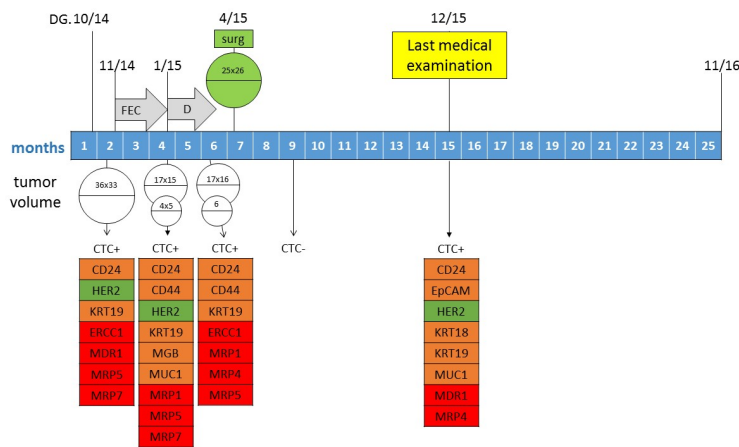 DG. 10/14
4/15
12/15
surg
11/14
1/15
25x26
Last medical
examination
11/16
FEC
D
months
1 2 3 4 5 6 7 8 9 10 11 12 13 14 15 16 17 18 19 20 21 22 23 24 25
tumor
volume
36x33
17x15
4x5
17x16
6
CTC+
CD24
HER2
KRT19
ERCC1
MDR1
MRP5
MRP7
CTC+
CD24
CD44
HER2
KRT19
MGB
MUC1
MRP1
MRP5
MRP7
CTC+
CD24
CD44
KRT19
ERCC1
MRP1
MRP4
MRP5
CTC-
CTC+
CD24
EpCAM
HER2
KRT18
KRT19
MUC1
MDR1
MRP4